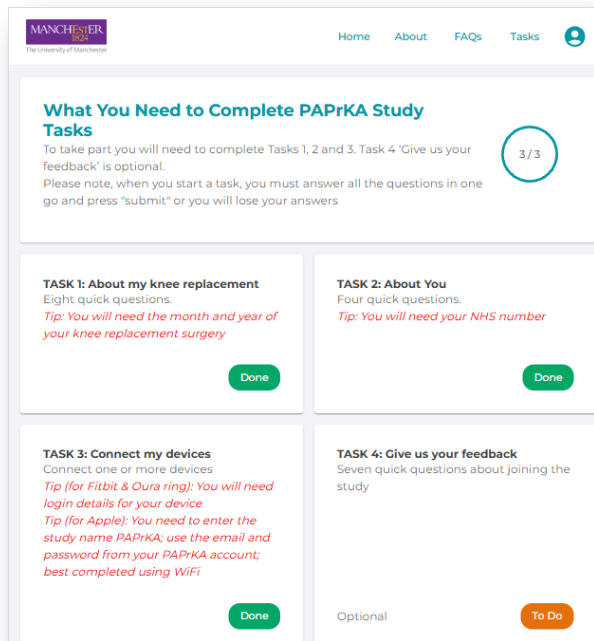 MANCHESTER
1824
The University of Manchester
Home About FAQs Tasks
What You Need to Complete PAPrKA Study
Tasks
To take part you will need to complete Tasks 1, 2 and 3. Task 4 ‘Give us your
feedback’ is optional.
Please note, when you start a task, you must answer all the questions in one
go and press "submit" or you will lose your answers
3 / 3
TASK 1: About my knee replacement
Eight quick questions.
Tip: You will need the month and year of
your knee replacement surgery
Done
TASK 2: About You
Four quick questions.
Tip: You will need your NHS number
Done
TASK 3: Connect my devices
Connect one or more devices
Tip (for Fitbit & Oura ring): You will need
login details for your device
Tip (for Apple): You need to enter the
study name PAPrKA; use the email and
password from your PAPrKA account;
best completed using WiFi
Done
TASK 4: Give us your feedback
Seven quick questions about joining the
study
Optional
To Do